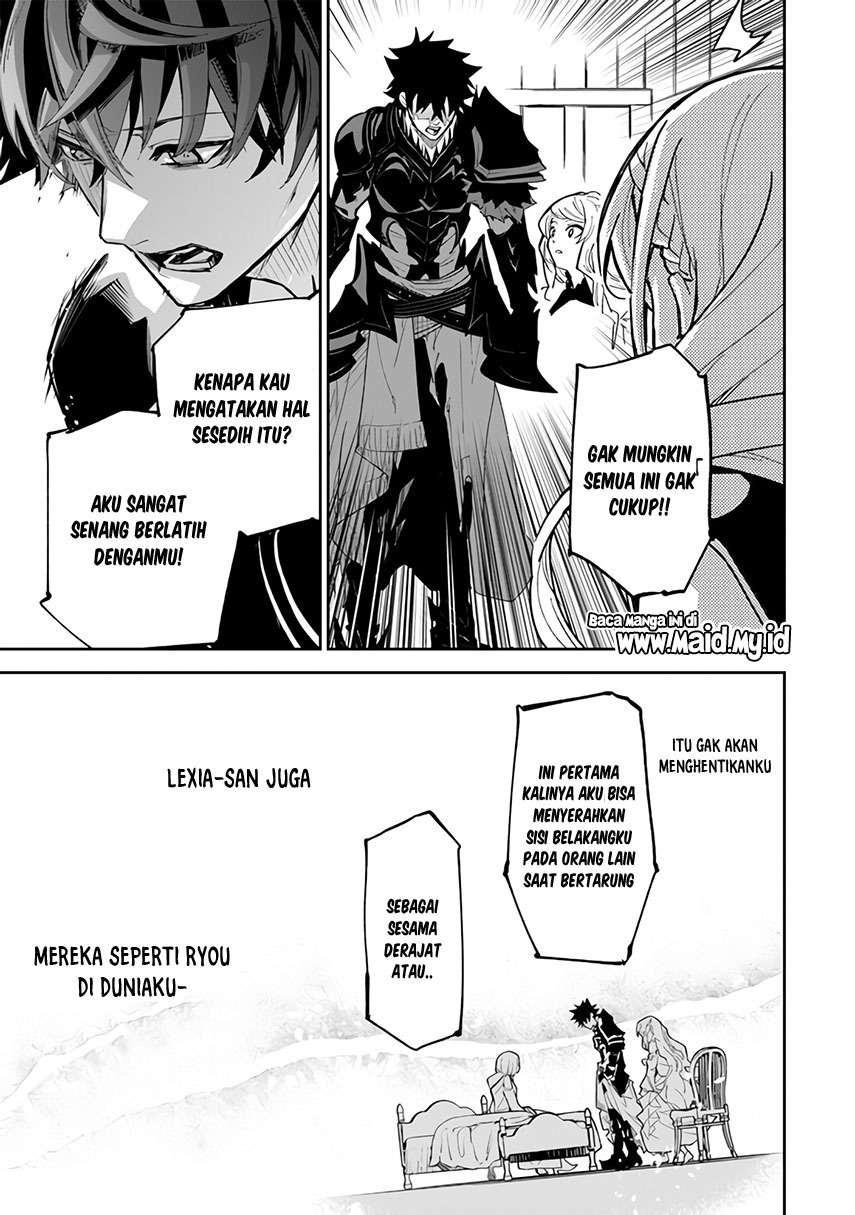 GAK MUNGKIN
SEMUA INI GAK
CUKUP!!
KENAPA KAU
MENGATAKAN HAL
SESEDIH ITU?
AKU SANGAT
SENANG BERLATIH
DENGANMU!
Baca Manga ini di
www.Maid.My.id
ITU GAK AKAN
MENGHENTIKANKU
INI PERTAMA
KALINYA AKU BISA
MENYERAHKAN
SISI BELAKANGKU
PADA ORANG LAIN
SAAT BERTARUNG
SEBAGAI
SESAMA
DERAJAT
ATAU..
LEXIA-SAN JUGA
MEREKA SEPERTI RYOU
DI DUNIAKU-